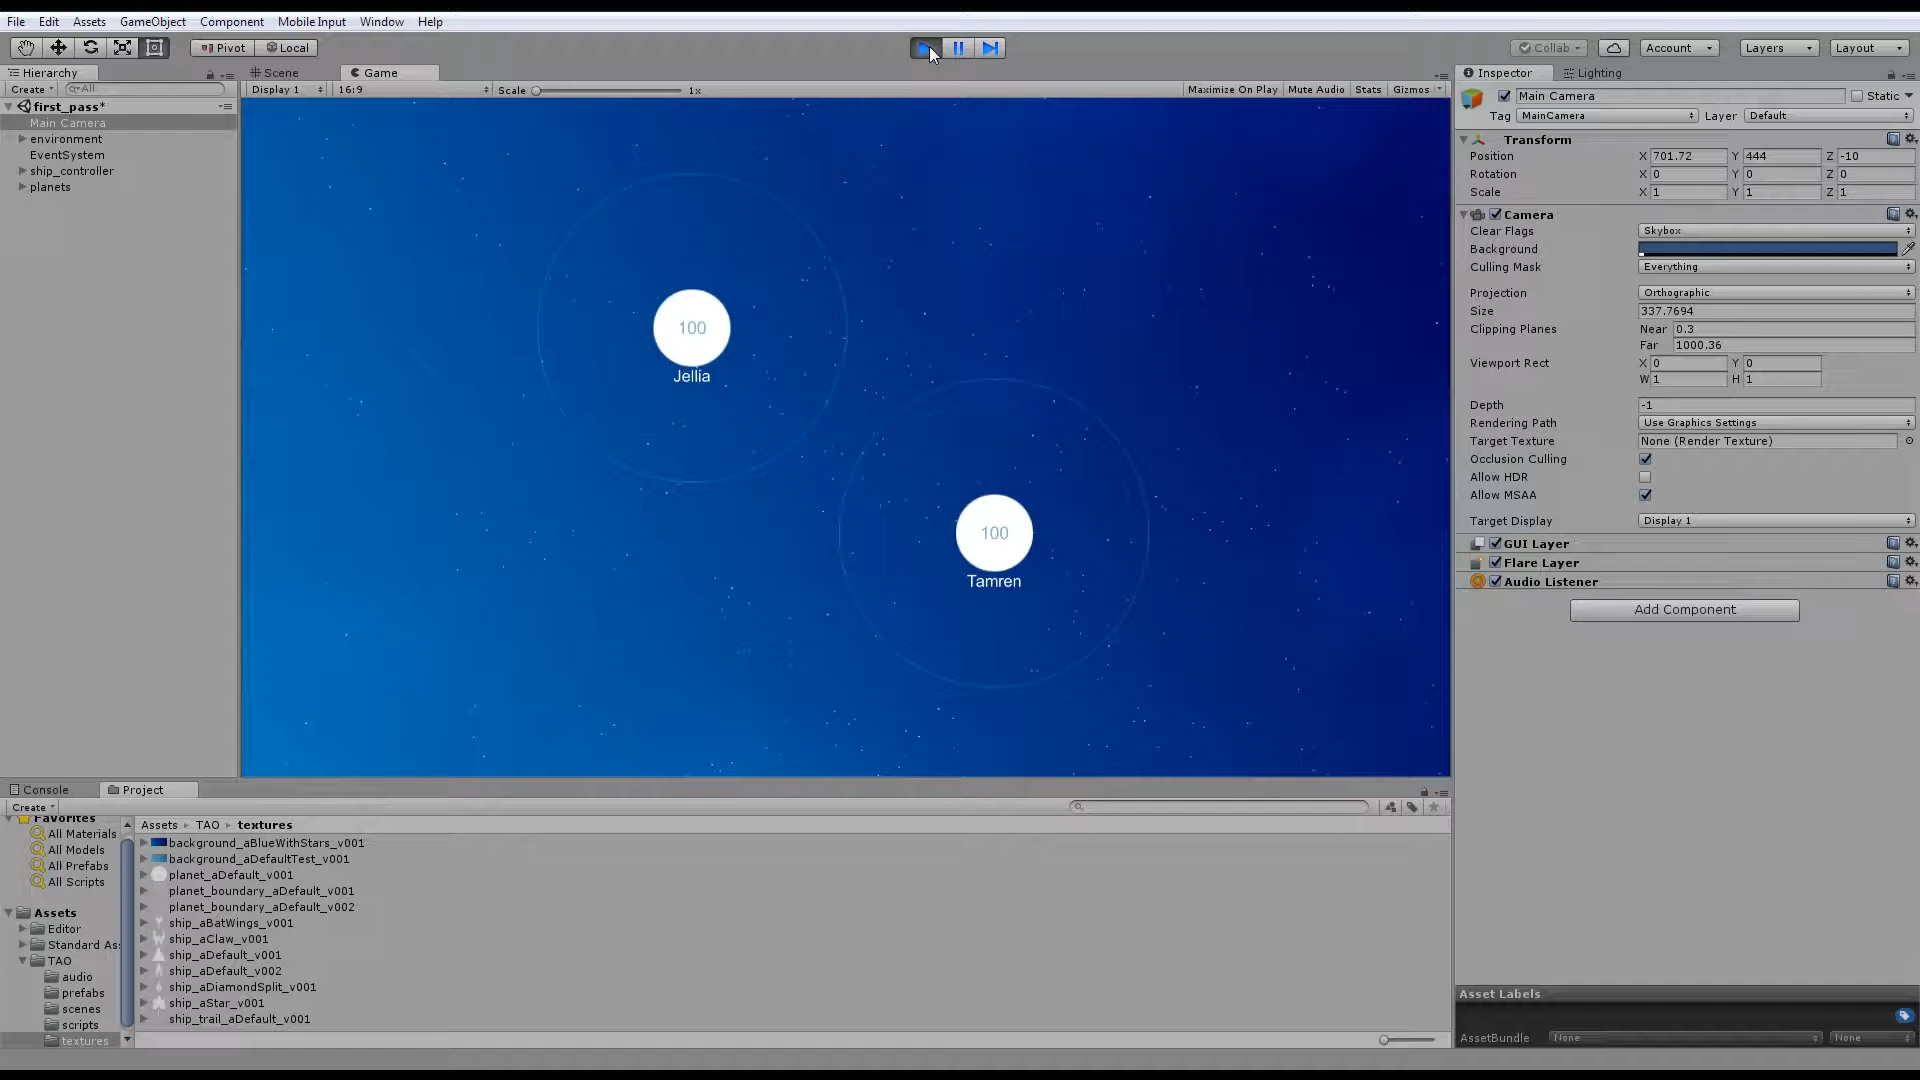 File Edit Assets GameObject Component Mobile Input Window Help
Pivot Local Collab Account Layers Layout
Hierarchy
Create All
first_pass*
Main Camera
environment
EventSystem
ship_controller
planets
Scene Game
Display 1 16:9 Scale 1x Maximize On Play Mute Audio Stats Gizmos
100
Jellia
100
Tamren
Inspector Lighting
Main Camera Static
Tag MainCamera Layer Default
Transform
Position X 701.72 Y 444 Z -10
Rotation X 0 Y 0 Z 0
Scale X 1 Y 1 Z 1
Camera
Clear Flags Skybox
Background
Culling Mask Everything
Projection Orthographic
Size 337.7694
Clipping Planes Near 0.3
Far 1000.36
Viewport Rect X 0 Y 0
W 1 H 1
Depth -1
Rendering Path Use Graphics Settings
Target Texture None (Render Texture)
Occlusion Culling
Allow HDR
Allow MSAA
Target Display Display 1
GUI Layer
Flare Layer
Audio Listener
Add Component
Console Project
Create
Favorites
All Materials
All Models
All Prefabs
All Scripts
Assets
Editor
Standard As
TAO
audio
prefabs
scenes
scripts
textures
Assets TAO textures
background_aBlueWithStars_v001
background_aDefaultTest_v001
planet_aDefault_v001
planet_boundary_aDefault_v001
planet_boundary_aDefault_v002
ship_aBatWings_v001
ship_aClaw_v001
ship_aDefault_v001
ship_aDefault_v002
ship_aDiamondSplit_v001
ship_aStar_v001
ship_trail_aDefault_v001
Asset Labels
AssetBundle None None